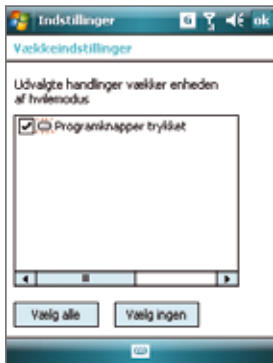 Indstillinger
ok
Vækkeindstillinger
Udvalgte handlinger vækker enheden
af hvilemodus
Programknapper trykket
Vælg alle
Vælg ingen